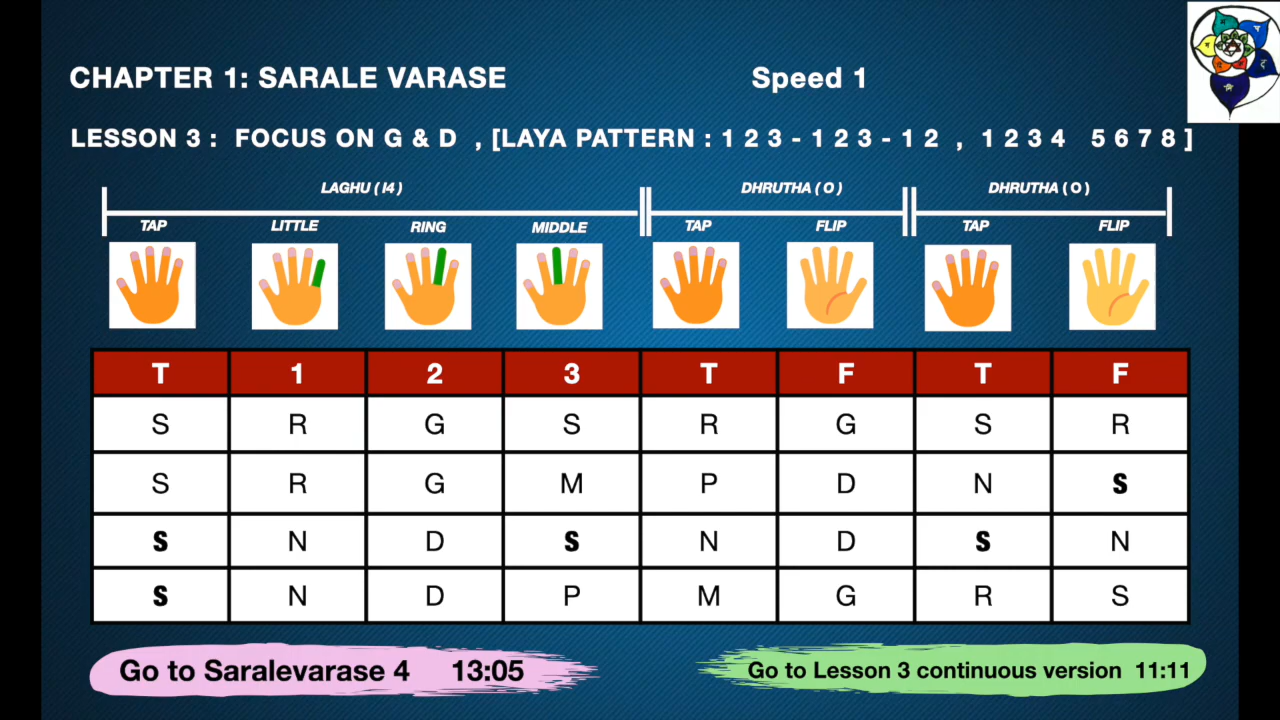 CHAPTER 1: SARALE VARASE Speed 1
LESSON 3 : FOCUS ON G & D , [LAYA PATTERN : 1 2 3 - 1 2 3 - 1 2 , 1 2 3 4 5 6 7 8 ]
LAGHU ( I4 ) DHRUTHA ( O ) DHRUTHA ( O )
TAP LITTLE RING MIDDLE TAP FLIP TAP FLIP
T 1 2 3 T F T F
S R G S R G S R
S R G M P D N S
S N D S N D S N
S N D P M G R S
Go to Saralevarase 4 13:05 Go to Lesson 3 continuous version 11:11